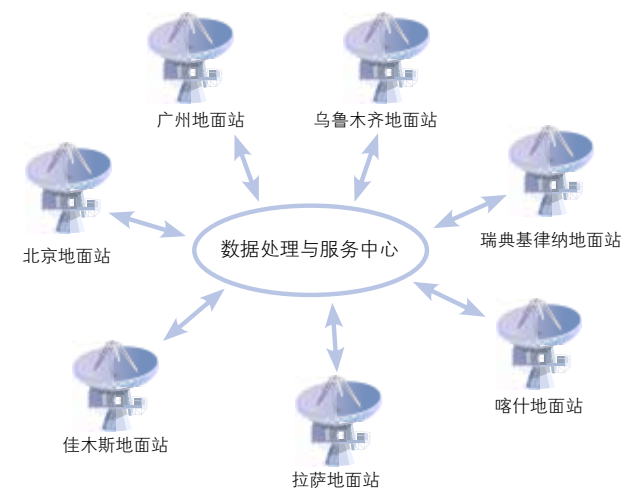 广州地面站
乌鲁木齐地面站
北京地面站
数据处理与服务中心
瑞典基律纳地面站
喀什地面站
佳木斯地面站
拉萨地面站